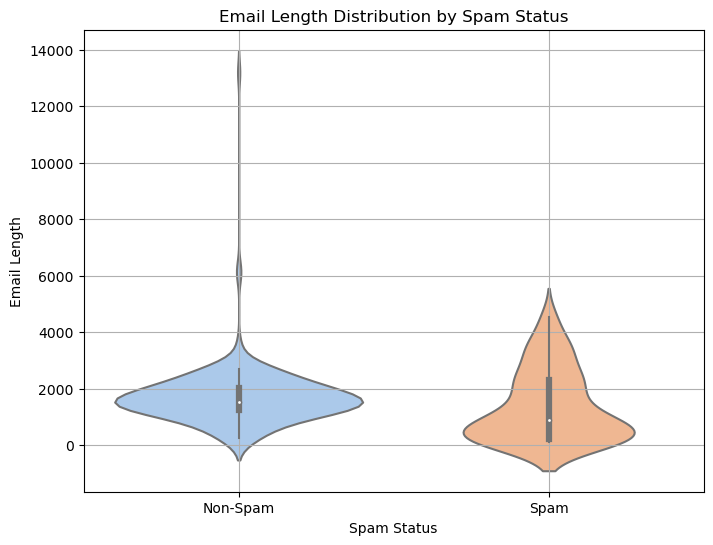 Email Length Distribution by Spam Status
14000
12000
10000
8000
6000
4000
2000
0
Email Length
Non-Spam
Spam
Spam Status